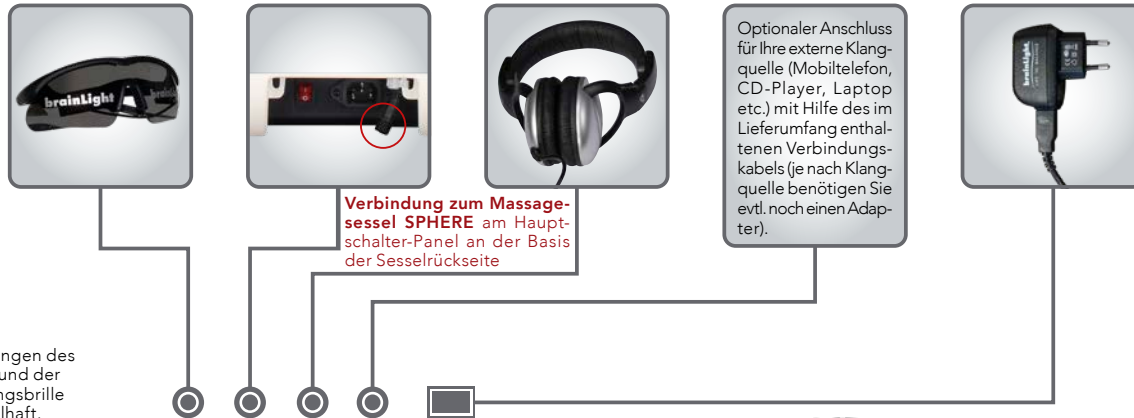 brainLight
Verbindung zum Massage-
sessel SPHERE am Haupt-
schalter-Panel an der Basis
der Sesselrückseite
Optionaler Anschluss
für Ihre externe Klang-
quelle (Mobiltelefon,
CD-Player, Laptop
etc.) mit Hilfe des im
Lieferumfang enthal-
tenen Verbindungs-
kabels (je nach Klang-
quelle benötigen Sie
evtl. noch einen Adap-
ter).
brainLight
ngen des
und der
ngsbrille
lhaft.